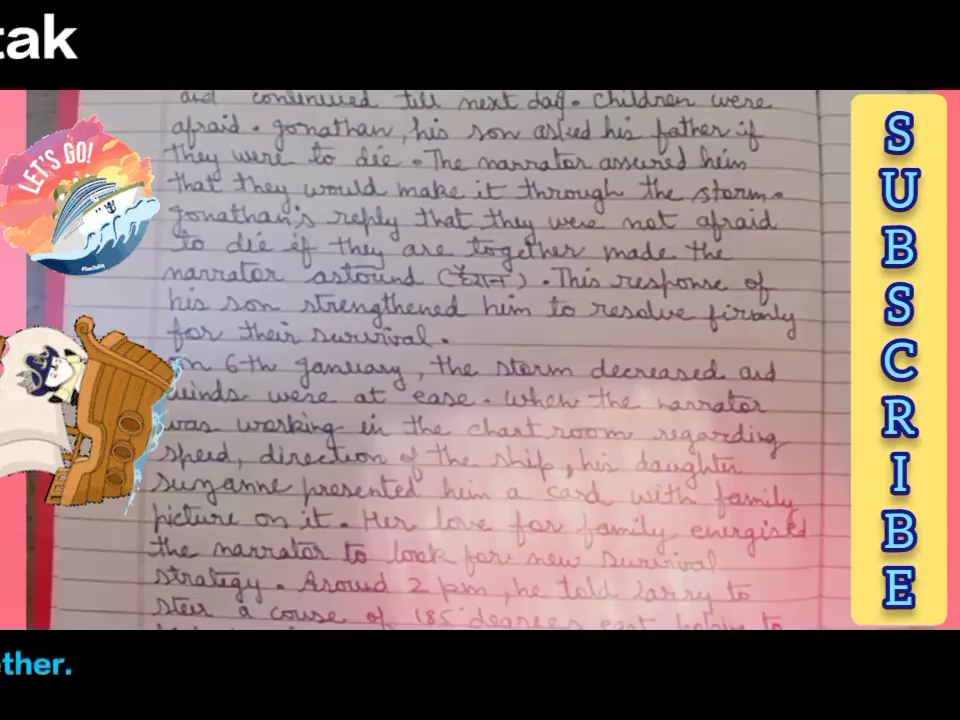 tak
and continued till next day. Children were
afraid. Jonathan, his son asked his father if
they were to die. The narrator assured him
that they would make it through the storm.
Jonathan's reply that they were not afraid
to die if they are together made the
narrator astound (हैरान). This response of
his son strengthened him to resolve firmly
for their survival.
On 6th January, the storm decreased and
winds were at ease. When the narrator
was working in the chart room regarding
speed, direction of the ship, his daughter
Suzanne presented him a card with family
picture on it. Her love for family energised
the narrator to look for new survival
strategy. Around 2 pm, he told Larry to
steer a couse of 185 degrees east to
LET'S GO!
SUBSCRIBE
ether.